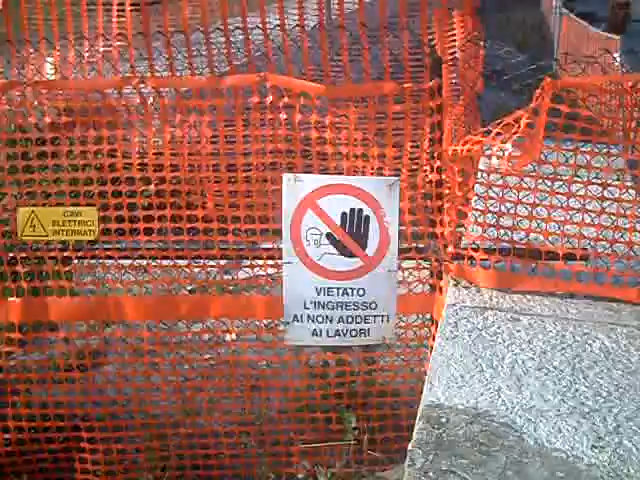 CAVI
ELETTRICI
INTERRATI
VIETATO
L'INGRESSO
AI NON ADDETTI
AI LAVORI